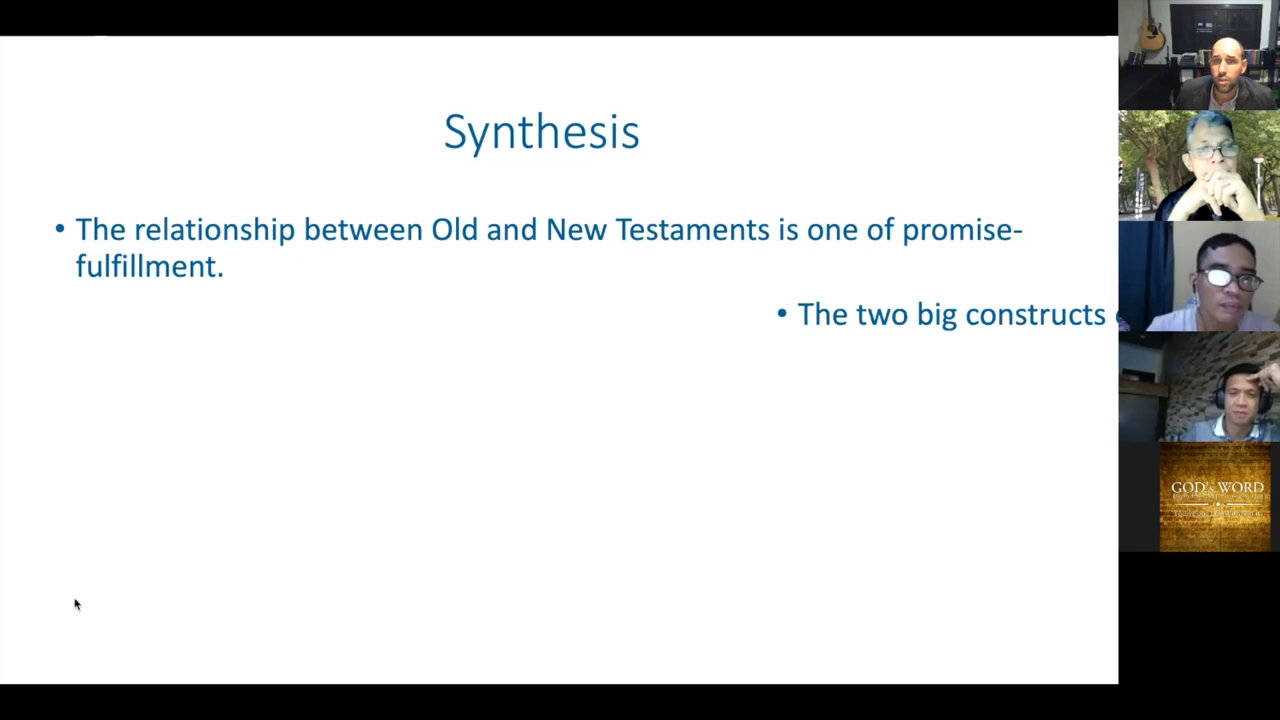 Synthesis
• The relationship between Old and New Testaments is one of promise-
fulfillment.
• The two big constructs
GOD's WORD